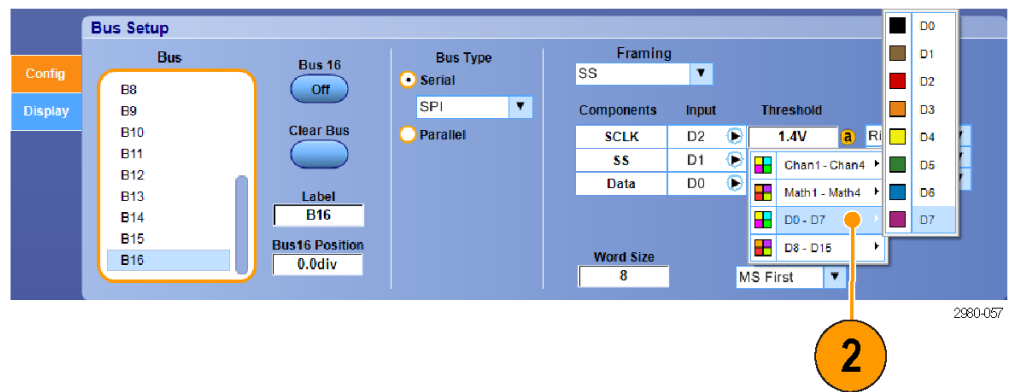 Bus Setup
Config
Display
Bus
B8
B9
B10
B11
B12
B13
B14
B15
B16
Bus 16
Off
Clear Bus
Label
B16
Bus16 Position
0.0div
Bus Type
Serial
SPI
Parallel
Framing
SS
Components Input Threshold
SCLK D2 1.4V a Ri
SS D1
Data D0
Chan1 - Chan4
Math1 - Math4
D0 - D7
D8 - D15
D0
D1
D2
D3
D4
D5
D6
D7
Word Size
8
MS First
2980-057
2